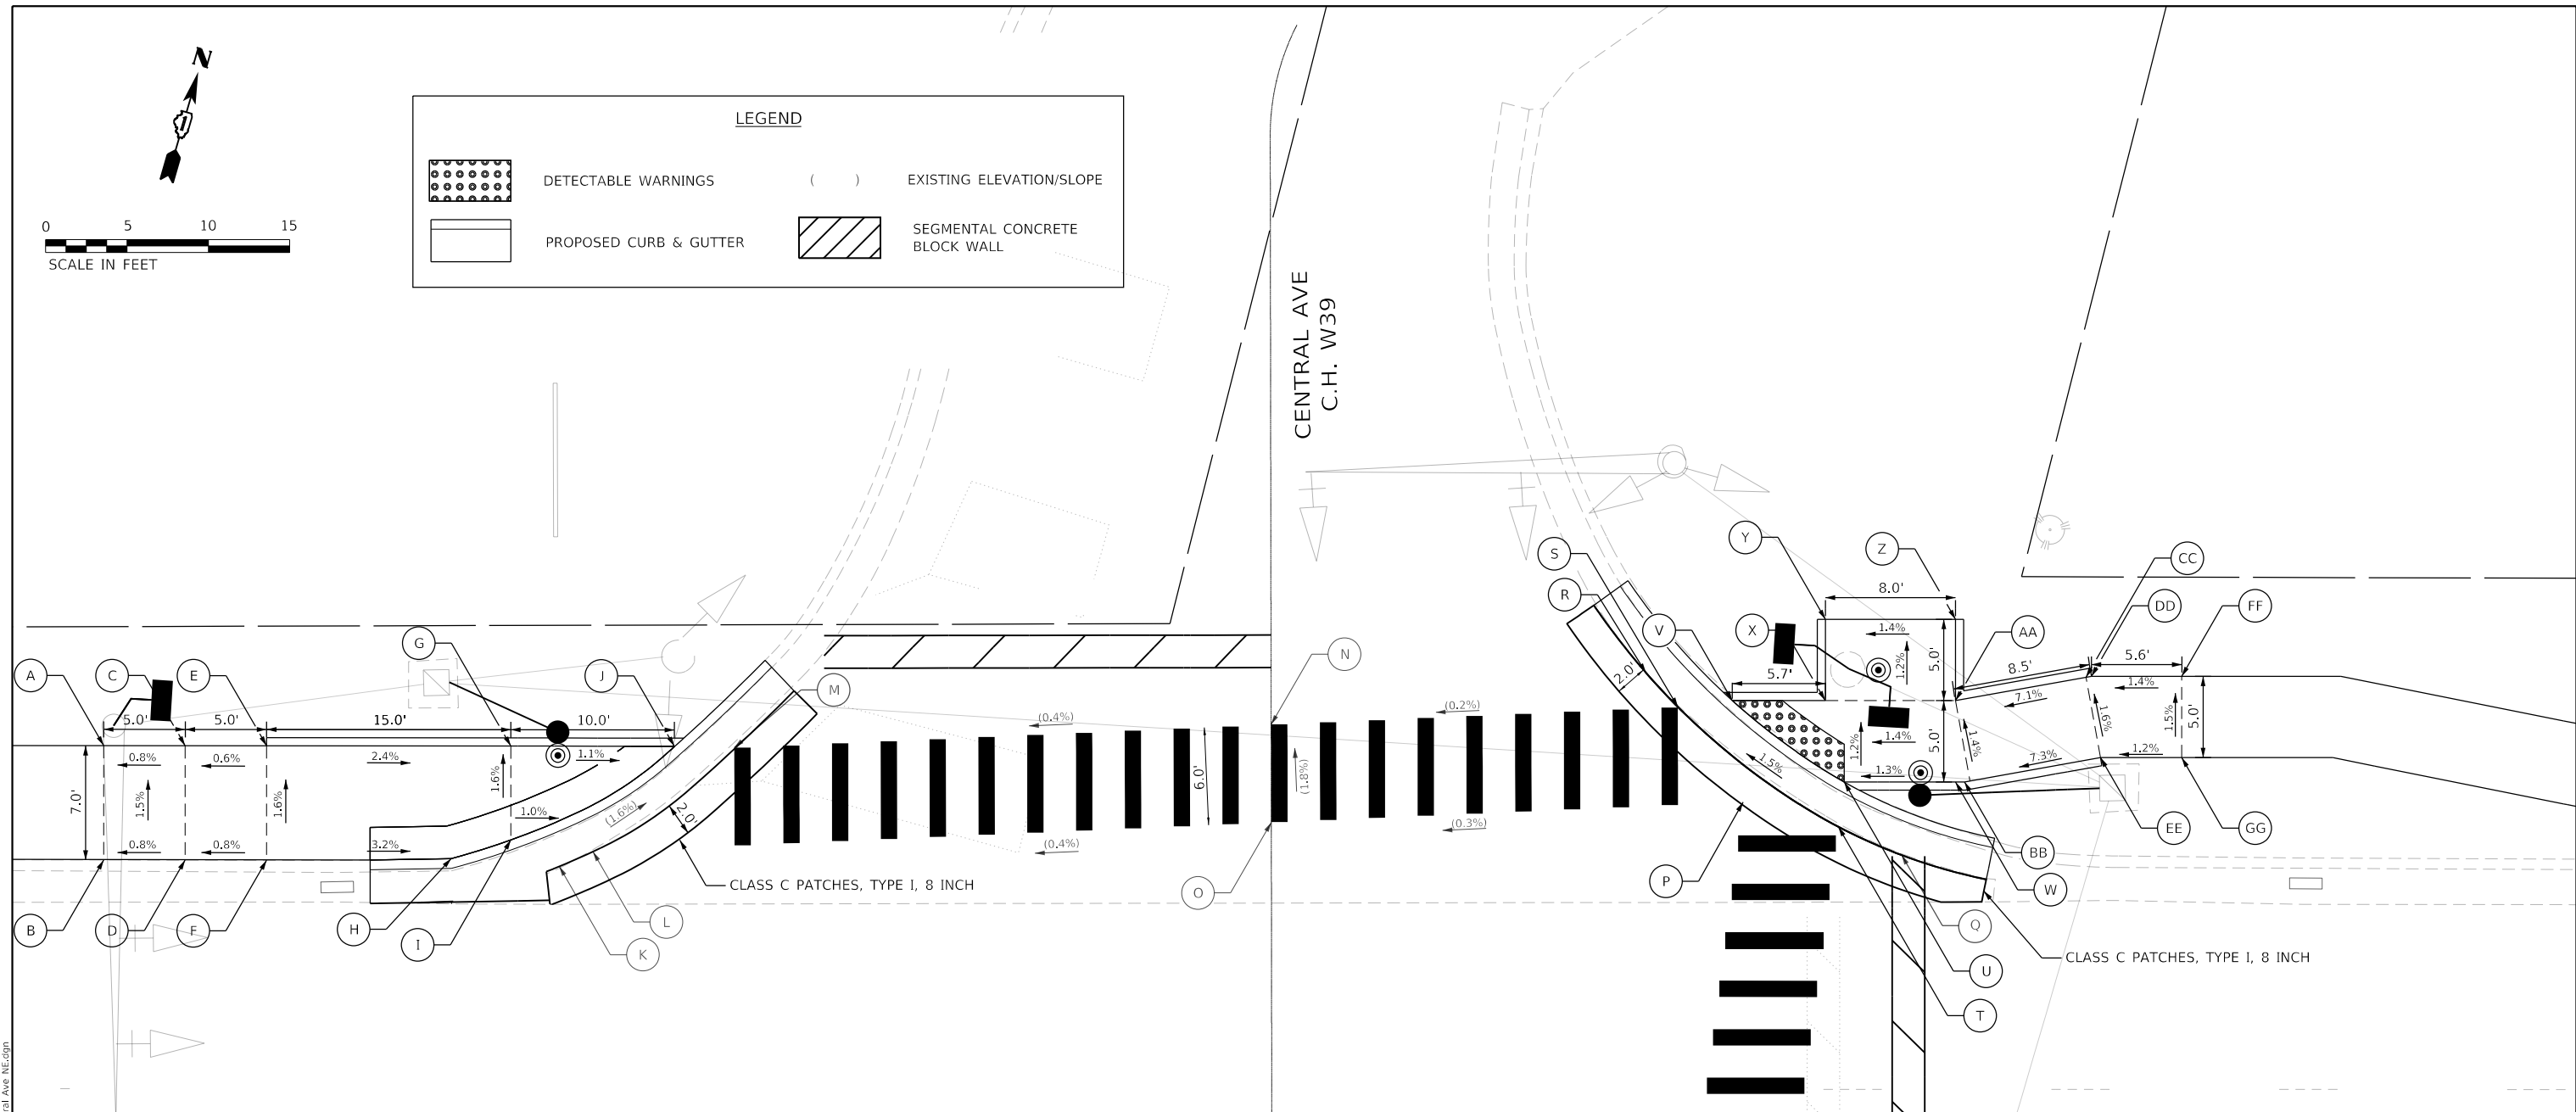 N
1
LEGEND
DETECTABLE WARNINGS
( ) EXISTING ELEVATION/SLOPE
PROPOSED CURB & GUTTER
SEGMENTAL CONCRETE
BLOCK WALL
0 5 10 15
SCALE IN FEET
CENTRAL AVE
C.H. W39
A
C
E
G
J
M
N
S
R
V
X
Y
Z
AA
CC
DD
FF
8.0'
5.0'
5.7'
8.5'
5.6'
2.0'
1.4%
1.2%
7.1%
1.4%
1.6%
1.5%
5.0'
1.2%
1.4%
5.0'
1.4%
1.3%
7.3%
1.2%
1.5%
5.0'
5.0'
15.0'
10.0'
0.8%
0.6%
2.4%
1.1%
7.0'
1.5%
1.6%
1.6%
1.0%
0.8%
0.8%
3.2%
(1.6%)
2.0'
(0.4%)
(0.4%)
6.0'
(1.8%)
(0.2%)
(0.3%)
CLASS C PATCHES, TYPE I, 8 INCH
B
D
F
H
I
K
L
O
P
Q
U
T
W
BB
EE
GG
CLASS C PATCHES, TYPE I, 8 INCH
ral Ave NE.dgn